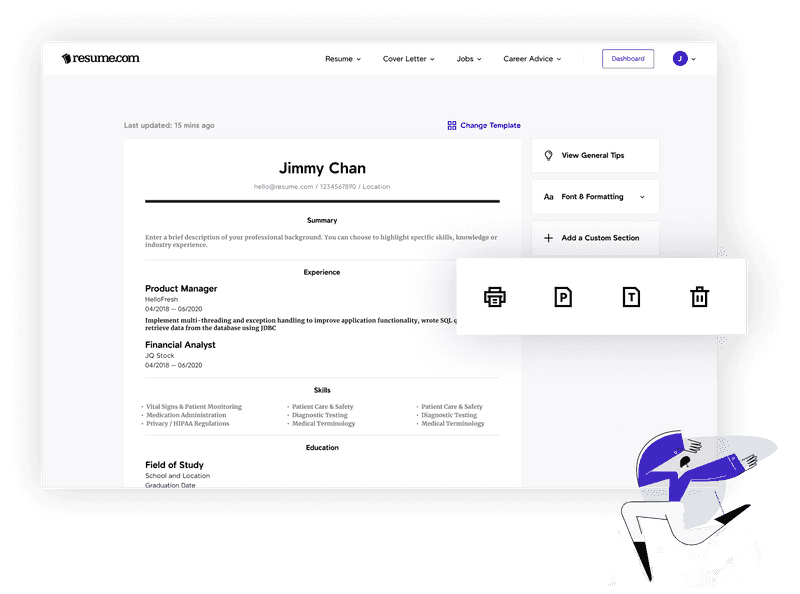 resume.com
Resume
Cover Letter
Jobs
Career Advice
Dashboard
J
Last updated: 15 mins ago
Change Template
Jimmy Chan
hello@resume.com / 1234567890 / Location
Summary
Enter a brief description of your professional background. You can choose to highlight specific skills, knowledge or
industry experience.
Experience
Product Manager
HelloFresh
04/2018 — 06/2020
Implement multi-threading and exception handling to improve application functionality, wrote SQL
retrieve data from the database using JDBC
Financial Analyst
JQ Stock
04/2018 — 06/2020
Skills
• Vital Signs & Patient Monitoring
• Medication Administration
• Privacy / HIPAA Regulations
• Patient Care & Safety
• Diagnostic Testing
• Medical Terminology
• Patient Care & Safety
Diagnostic Testing
• Medical Terminology
Education
Field of Study
School and Location
Graduation Date
View General Tips
Aa Font & Formatting
Add a Custom Section
P
T